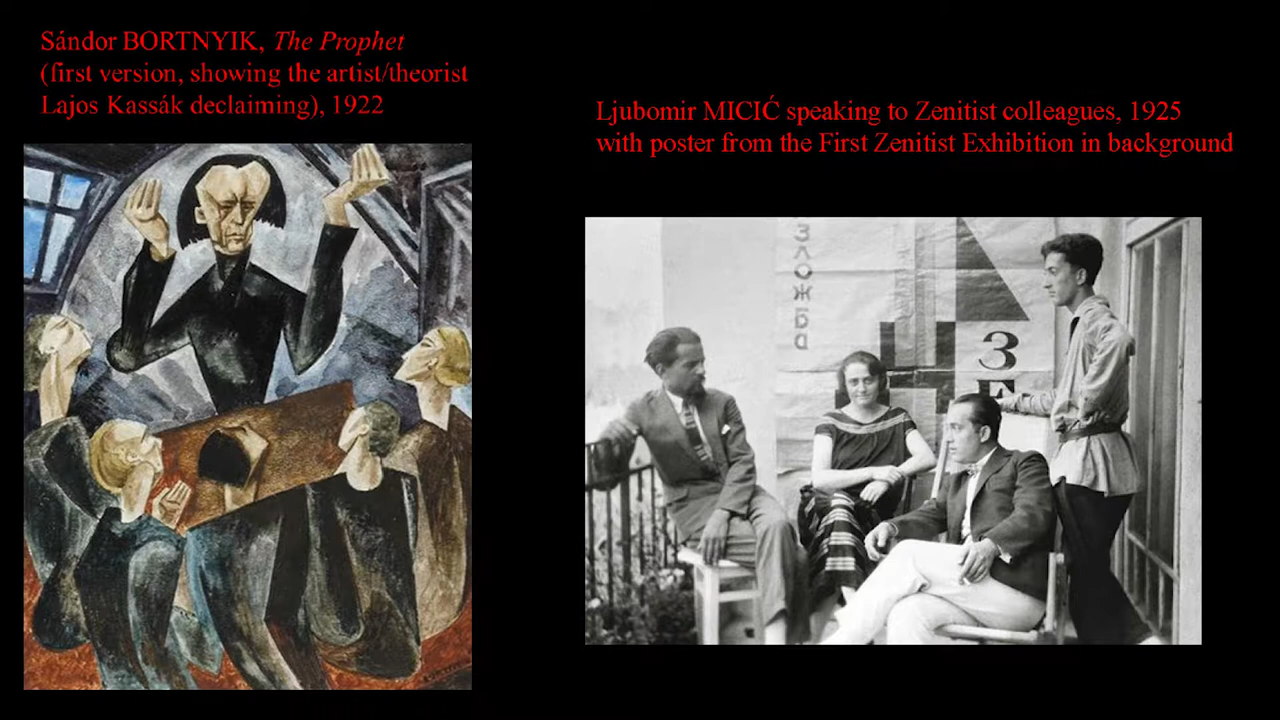 Sándor BORTNYIK, The Prophet
(first version, showing the artist/theorist
Lajos Kassák declaiming), 1922
Ljubomir MICIĆ speaking to Zenitist colleagues, 1925
with poster from the First Zenitist Exhibition in background
ЗЛОЖБА
З